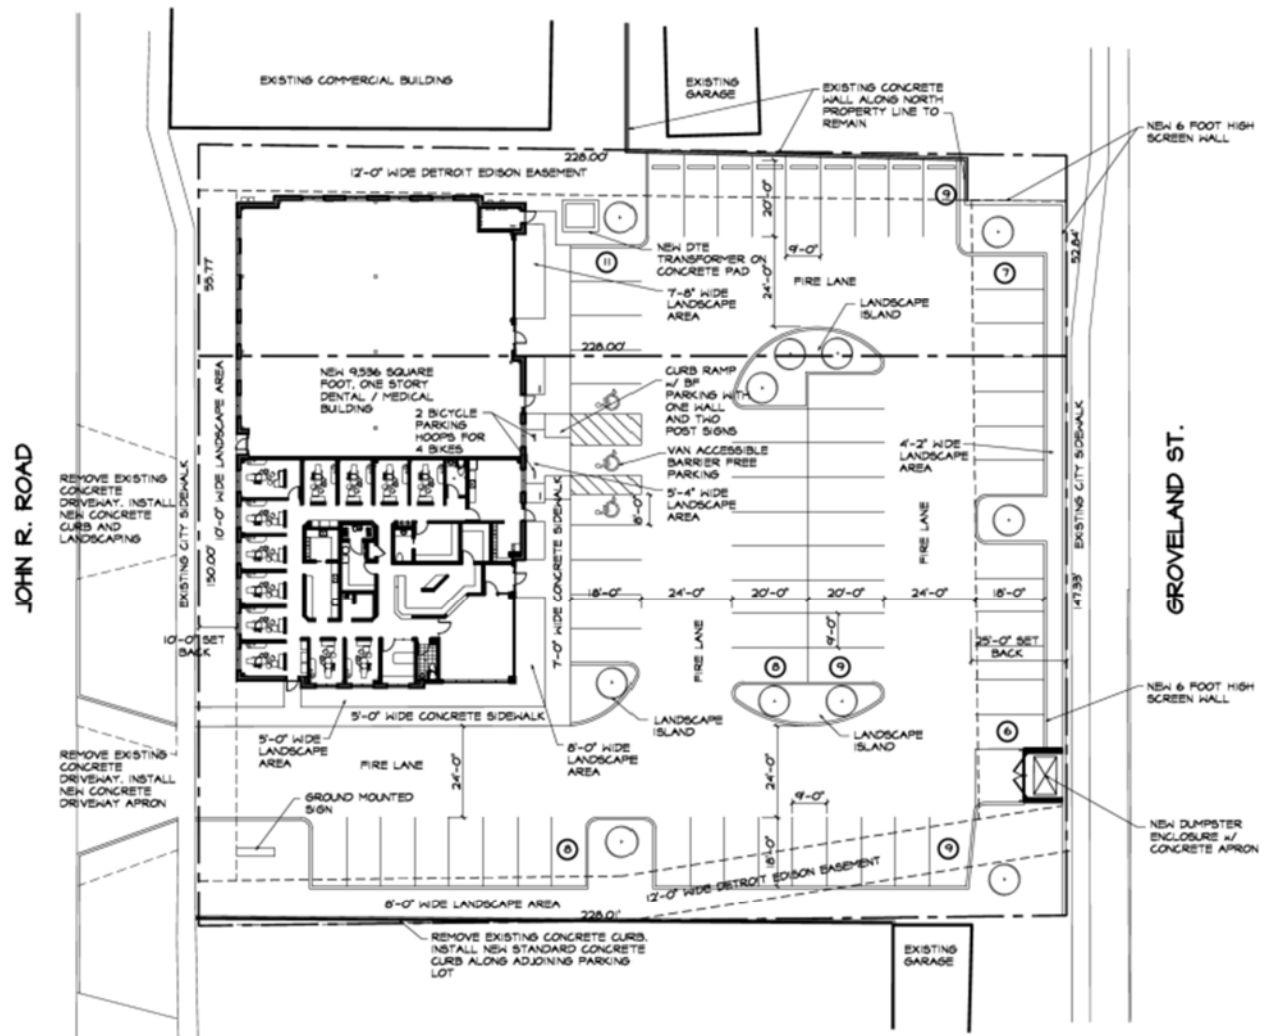 EXISTING COMMERCIAL BUILDING
EXISTING
GARAGE
EXISTING CONCRETE
WALL ALONG NORTH
PROPERTY LINE TO
REMAIN
NEW 6 FOOT HIGH
SCREEN WALL
228.00'
12'-0" WIDE DETROIT EDISON EASEMENT
20'-0"
9
9'-0"
24'-0"
FIRE LANE
NEW DTE
TRANSFORMER ON
CONCRETE PAD
11
7
52.84'
55.77
7'-8" WIDE
LANDSCAPE
AREA
LANDSCAPE
ISLAND
228.00'
NEW 9,536 SQUARE
FOOT, ONE STORY
DENTAL / MEDICAL
BUILDING
2 BICYCLE
PARKING
HOOPS FOR
4 BIKES
CURB RAMP
W/ BF
PARKING WITH
ONE WALL
AND TWO
POST SIGNS
VAN ACCESSIBLE
BARRIER FREE
PARKING
5'-4" WIDE
LANDSCAPE
AREA
8'-0"
4'-2" WIDE
LANDSCAPE
AREA
EXISTING CITY SIDEWALK
GROVELAND ST.
JOHN R. ROAD
REMOVE EXISTING
CONCRETE
DRIVEWAY. INSTALL
NEW CONCRETE
CURB AND
LANDSCAPING
EXISTING CITY SIDEWALK
10'-0" WIDE LANDSCAPE AREA
150.00'
10'-0" SET
BACK
7'-0" WIDE CONCRETE SIDEWALK
FIRE LANE
18'-0"
24'-0"
20'-0"
20'-0"
24'-0"
18'-0"
147.33'
9'-0"
FIRE LANE
25'-0" SET
BACK
8
9
NEW 6 FOOT HIGH
SCREEN WALL
5'-0" WIDE CONCRETE SIDEWALK
5'-0" WIDE
LANDSCAPE
AREA
8'-0" WIDE
LANDSCAPE
AREA
LANDSCAPE
ISLAND
LANDSCAPE
ISLAND
6
REMOVE EXISTING
CONCRETE
DRIVEWAY. INSTALL
NEW CONCRETE
DRIVEWAY APRON
FIRE LANE
24'-0"
24'-0"
GROUND MOUNTED
SIGN
9'-0"
NEW DUMPSTER
ENCLOSURE W/
CONCRETE APRON
8
18'-0"
9
12'-0" WIDE DETROIT EDISON EASEMENT
8'-0" WIDE LANDSCAPE AREA
228.01'
REMOVE EXISTING CONCRETE CURB.
INSTALL NEW STANDARD CONCRETE
CURB ALONG ADJOINING PARKING
LOT
EXISTING
GARAGE